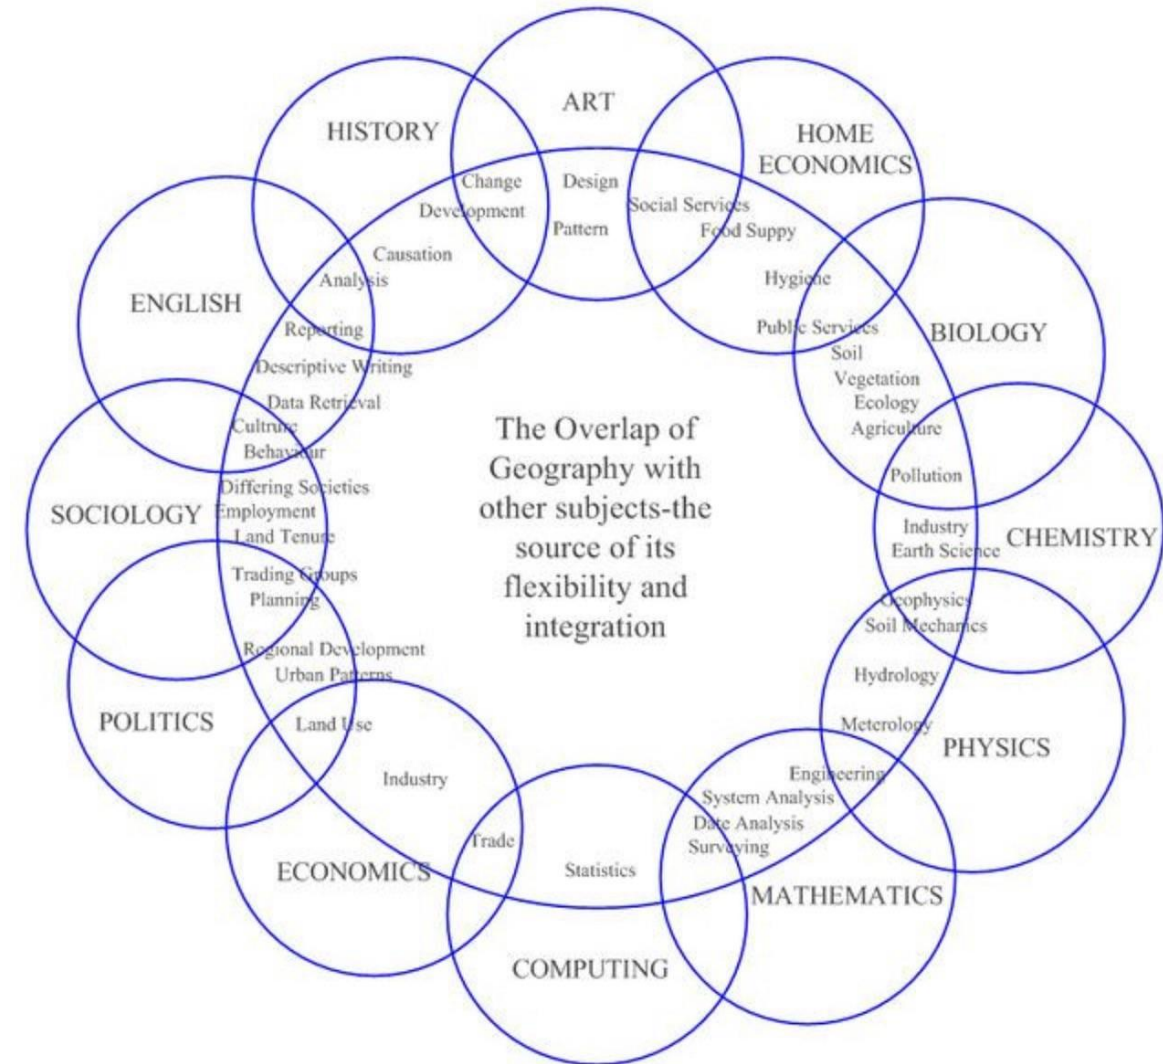 ART
HISTORY
HOME
ECONOMICS
Change
Design
Development
Social Services
Pattern
Food Suppy
Causation
Analysis
Hygiene
ENGLISH
Reporting
Public Services
BIOLOGY
Soil
Descriptive Writing
Vegetation
Data Retrieval
Ecology
Cultrure
Agriculture
Behaviour
The Overlap of
Geography with
other subjects-the
source of its
flexibility and
integration
Pollution
Differing Societies
SOCIOLOGY
Employment
Land Tenure
Industry
Earth Science
CHEMISTRY
Trading Groups
Planning
Geophysics
Soil Mechanics
Regional Development
Urban Patterns
Hydrology
POLITICS
Land Use
Meterology
PHYSICS
Industry
Engineering
System Analysis
Date Analysis
Surveying
Trade
ECONOMICS
Statistics
MATHEMATICS
COMPUTING